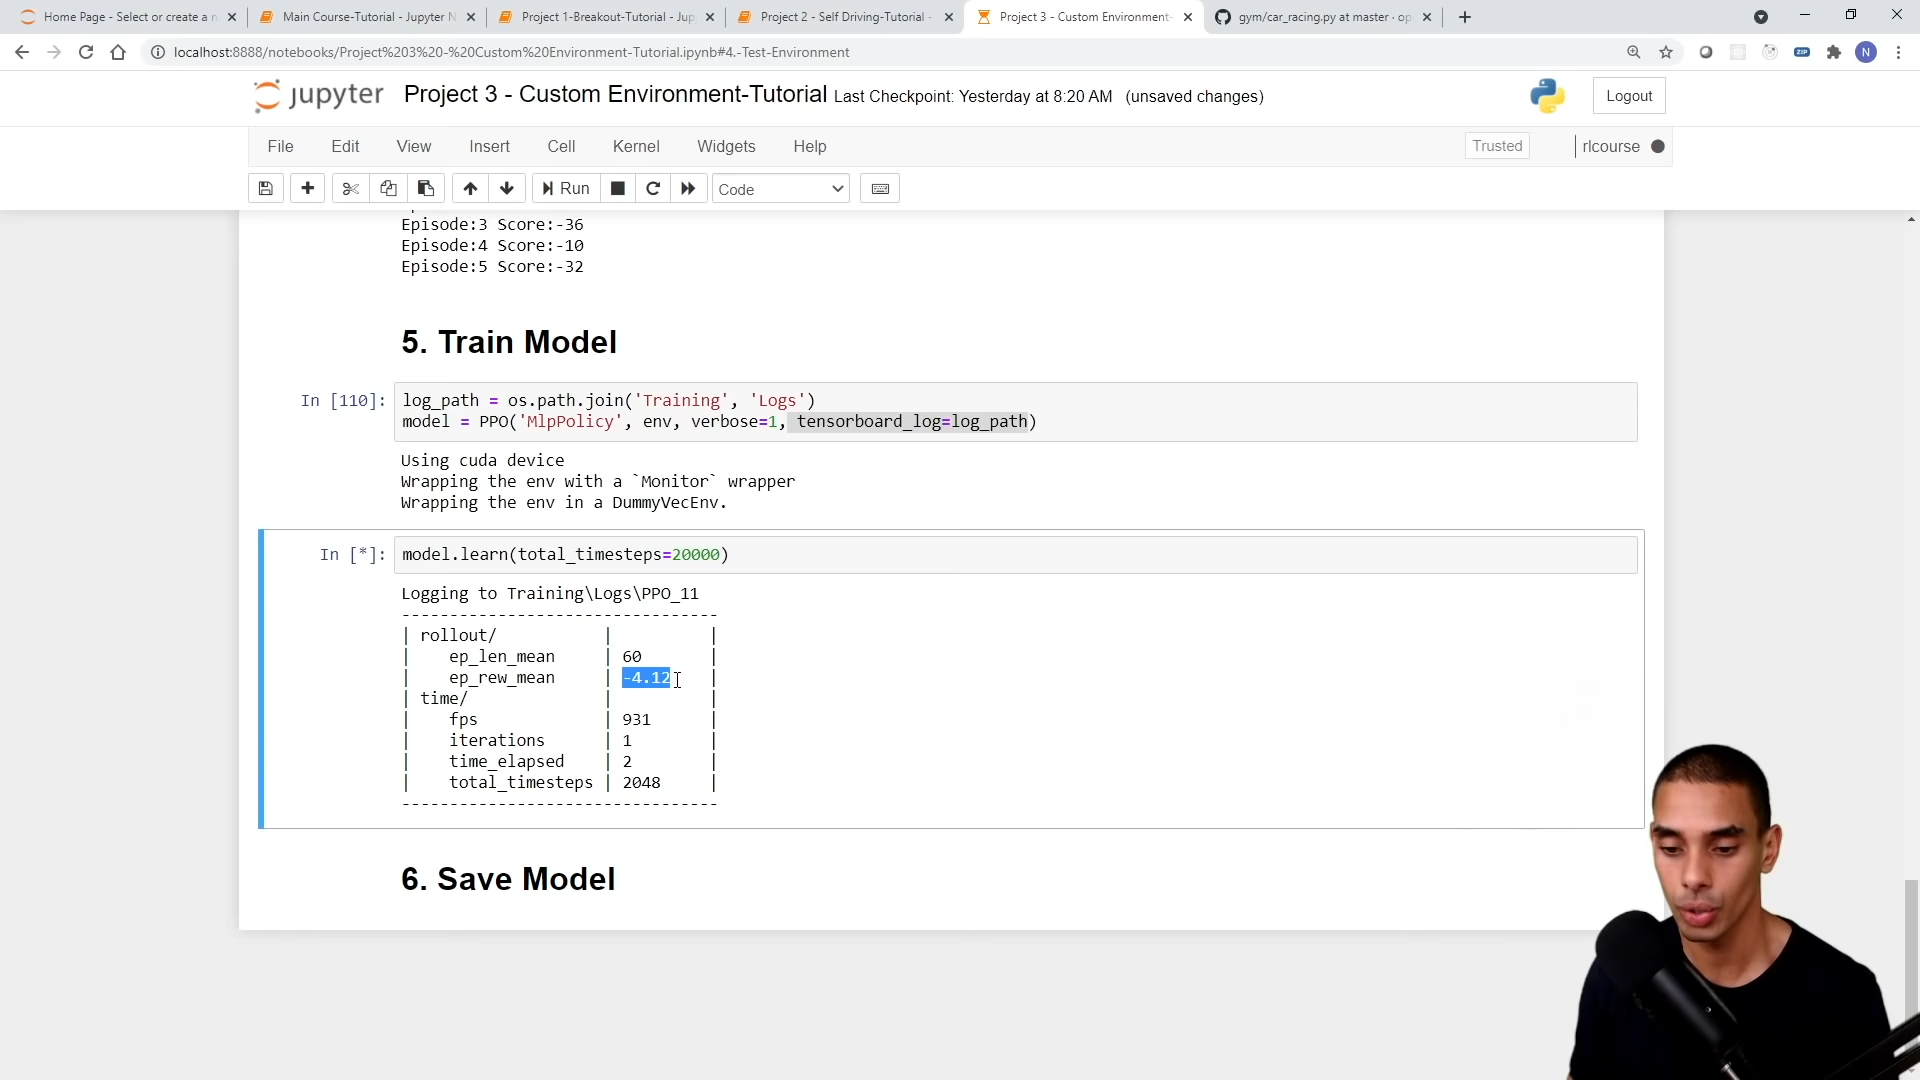 Home Page - Select or create a n
Main Course-Tutorial - Jupyter N
Project 1-Breakout-Tutorial - Jup
Project 2 - Self Driving-Tutorial -
Project 3 - Custom Environment-
gym/car_racing.py at master · op
localhost:8888/notebooks/Project%203%20-%20Custom%20Environment-Tutorial.ipynb#4.-Test-Environment
ZIP
N
jupyter
Project 3 - Custom Environment-Tutorial Last Checkpoint: Yesterday at 8:20 AM (unsaved changes)
Logout
File Edit View Insert Cell Kernel Widgets Help
Trusted
rlcourse
Run
Code
Episode:3 Score:-36
Episode:4 Score:-10
Episode:5 Score:-32
5. Train Model
In [110]:
log_path = os.path.join('Training', 'Logs')
model = PPO('MlpPolicy', env, verbose=1, tensorboard_log=log_path)
Using cuda device
Wrapping the env with a `Monitor` wrapper
Wrapping the env in a DummyVecEnv.
In [*]:
model.learn(total_timesteps=20000)
Logging to Training\Logs\PPO_11
---------------------------------
| rollout/ | |
| ep_len_mean | 60 |
| ep_rew_mean | -4.12 |
| time/ | |
| fps | 931 |
| iterations | 1 |
| time_elapsed | 2 |
| total_timesteps | 2048 |
---------------------------------
6. Save Model